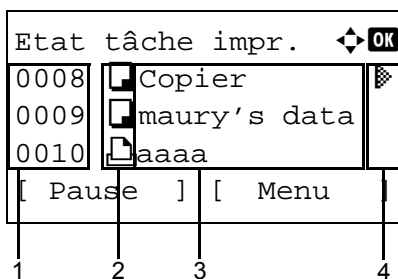 Etat tâche impr. OK
0008 Copier
0009 maury's data
0010 aaaa
[ Pause ] [ Menu ]
1 2 3 4